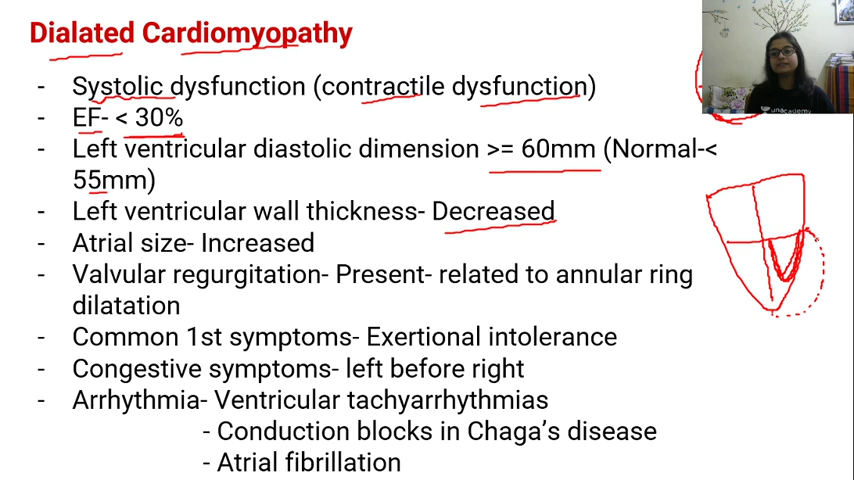 Dialated Cardiomyopathy
- Systolic dysfunction (contractile dysfunction)
- EF- < 30%
- Left ventricular diastolic dimension >= 60mm (Normal-<
55mm)
- Left ventricular wall thickness- Decreased
- Atrial size- Increased
- Valvular regurgitation- Present- related to annular ring
dilatation
- Common 1st symptoms- Exertional intolerance
- Congestive symptoms- left before right
- Arrhythmia- Ventricular tachyarrhythmias
- Conduction blocks in Chaga's disease
- Atrial fibrillation
unacademy